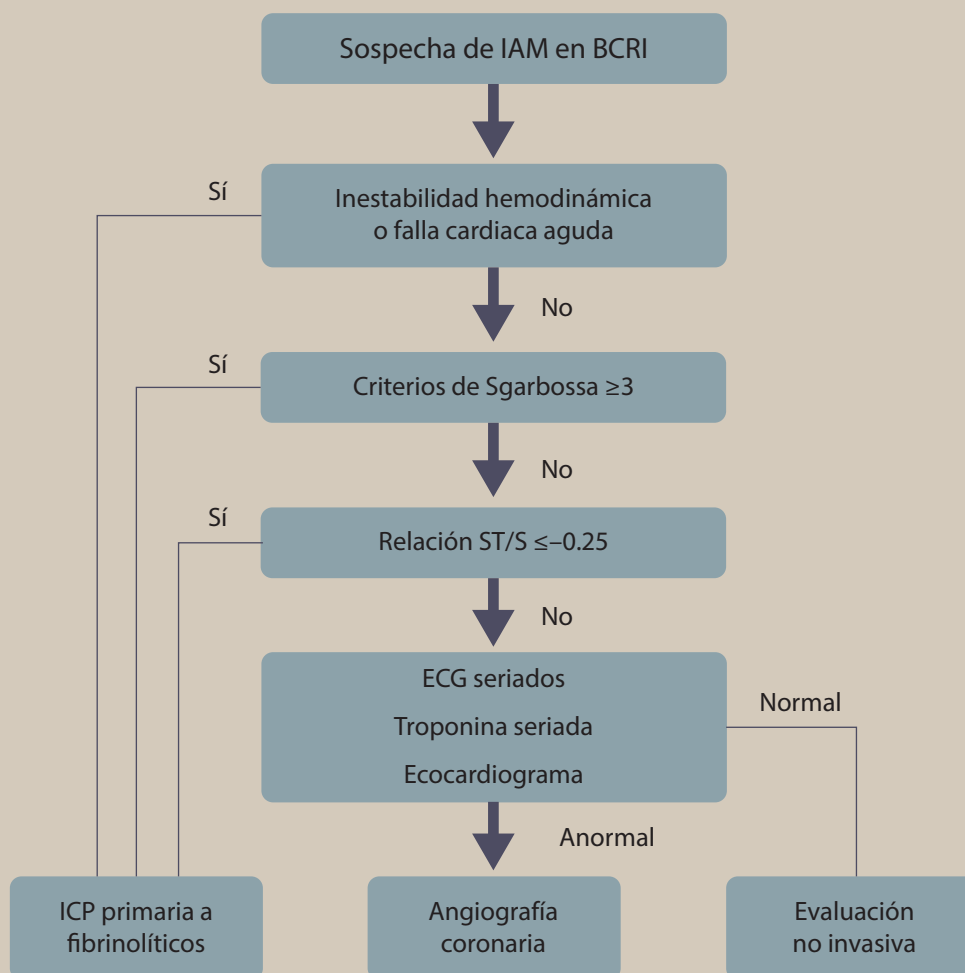 Sospecha de IAM en BCRI
Sí
Inestabilidad hemodinámica
o falla cardiaca aguda
No
Sí
Criterios de Sgarbossa ≥3
No
Sí
Relación ST/S ≤–0.25
No
ECG seriados
Troponina seriada
Ecocardiograma
Normal
Anormal
ICP primaria a
fibrinolíticos
Angiografía
coronaria
Evaluación
no invasiva